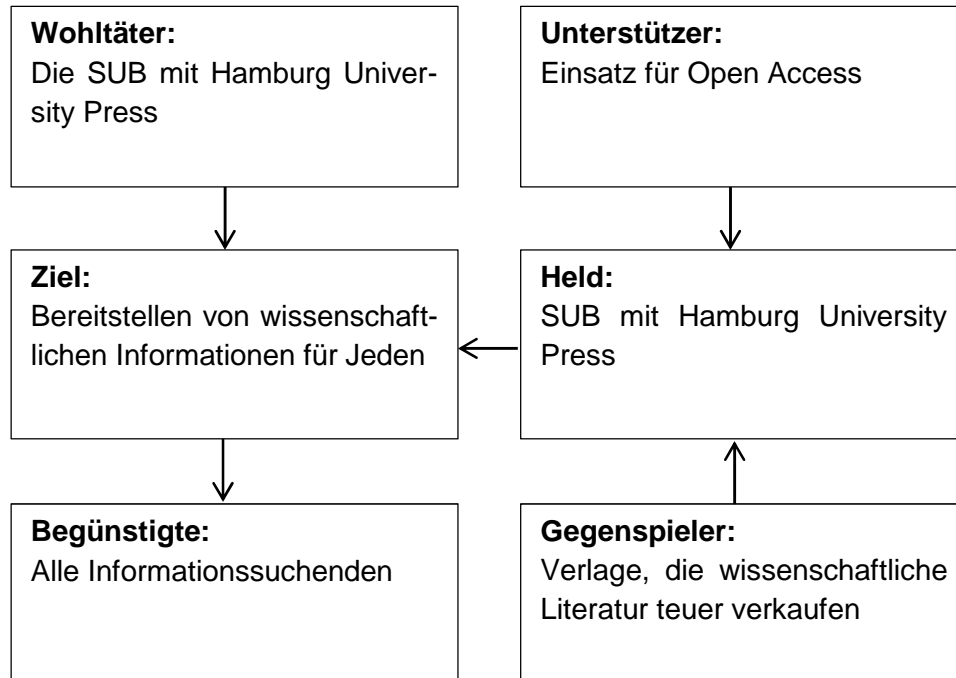 Wohltäter:
Die SUB mit Hamburg Univer-
sity Press
Unterstützer:
Einsatz für Open Access
Ziel:
Bereitstellen von wissenschaft-
lichen Informationen für Jeden
Held:
SUB mit Hamburg University
Press
Begünstigte:
Alle Informationssuchenden
Gegenspieler:
Verlage, die wissenschaftliche
Literatur teuer verkaufen